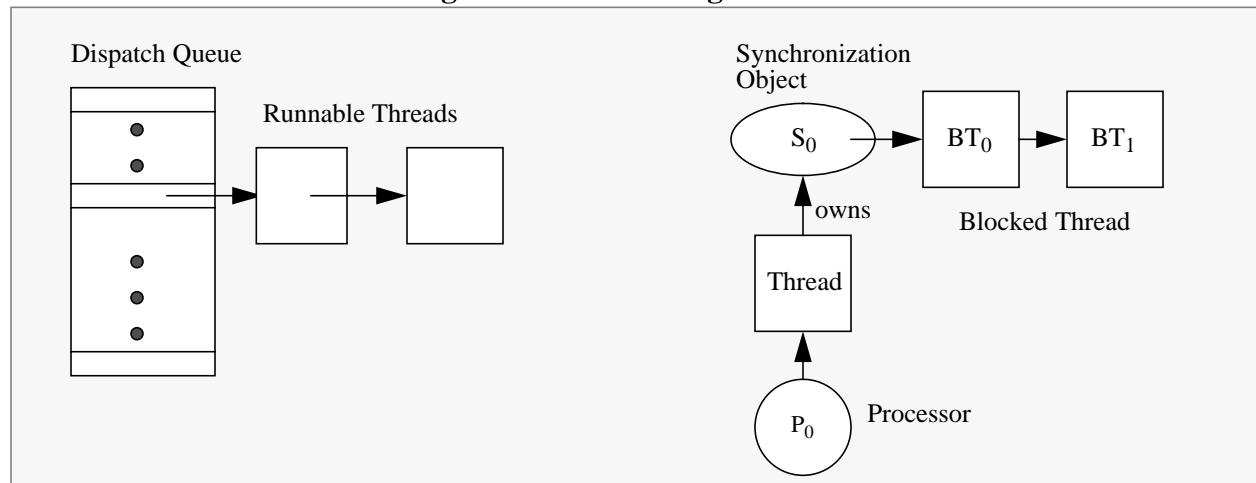 Dispatch Queue
Runnable Threads
Synchronization
Object
S0
BT0
BT1
owns
Blocked Thread
Thread
P0
Processor